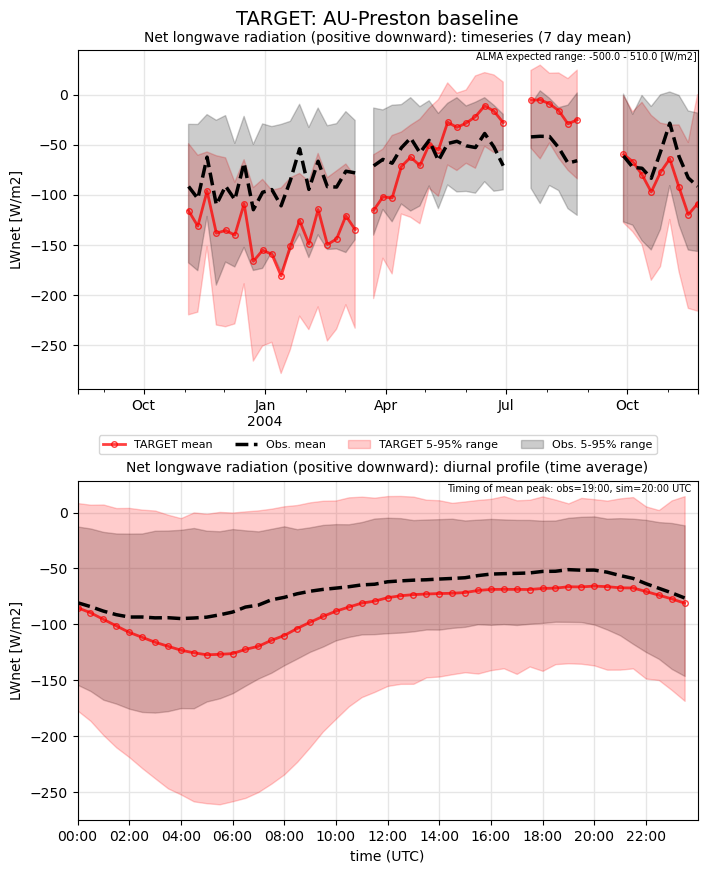 TARGET: AU-Preston baseline
Net longwave radiation (positive downward): timeseries (7 day mean)
ALMA expected range: -500.0 - 510.0 [W/m2]
0
−50
−100
−150
−200
−250
LWnet [W/m2]
Oct Jan Apr Jul Oct
2004
TARGET mean Obs. mean TARGET 5-95% range Obs. 5-95% range
Net longwave radiation (positive downward): diurnal profile (time average)
Timing of mean peak: obs=19:00, sim=20:00 UTC
0
−50
−100
−150
−200
−250
LWnet [W/m2]
00:00 02:00 04:00 06:00 08:00 10:00 12:00 14:00 16:00 18:00 20:00 22:00
time (UTC)